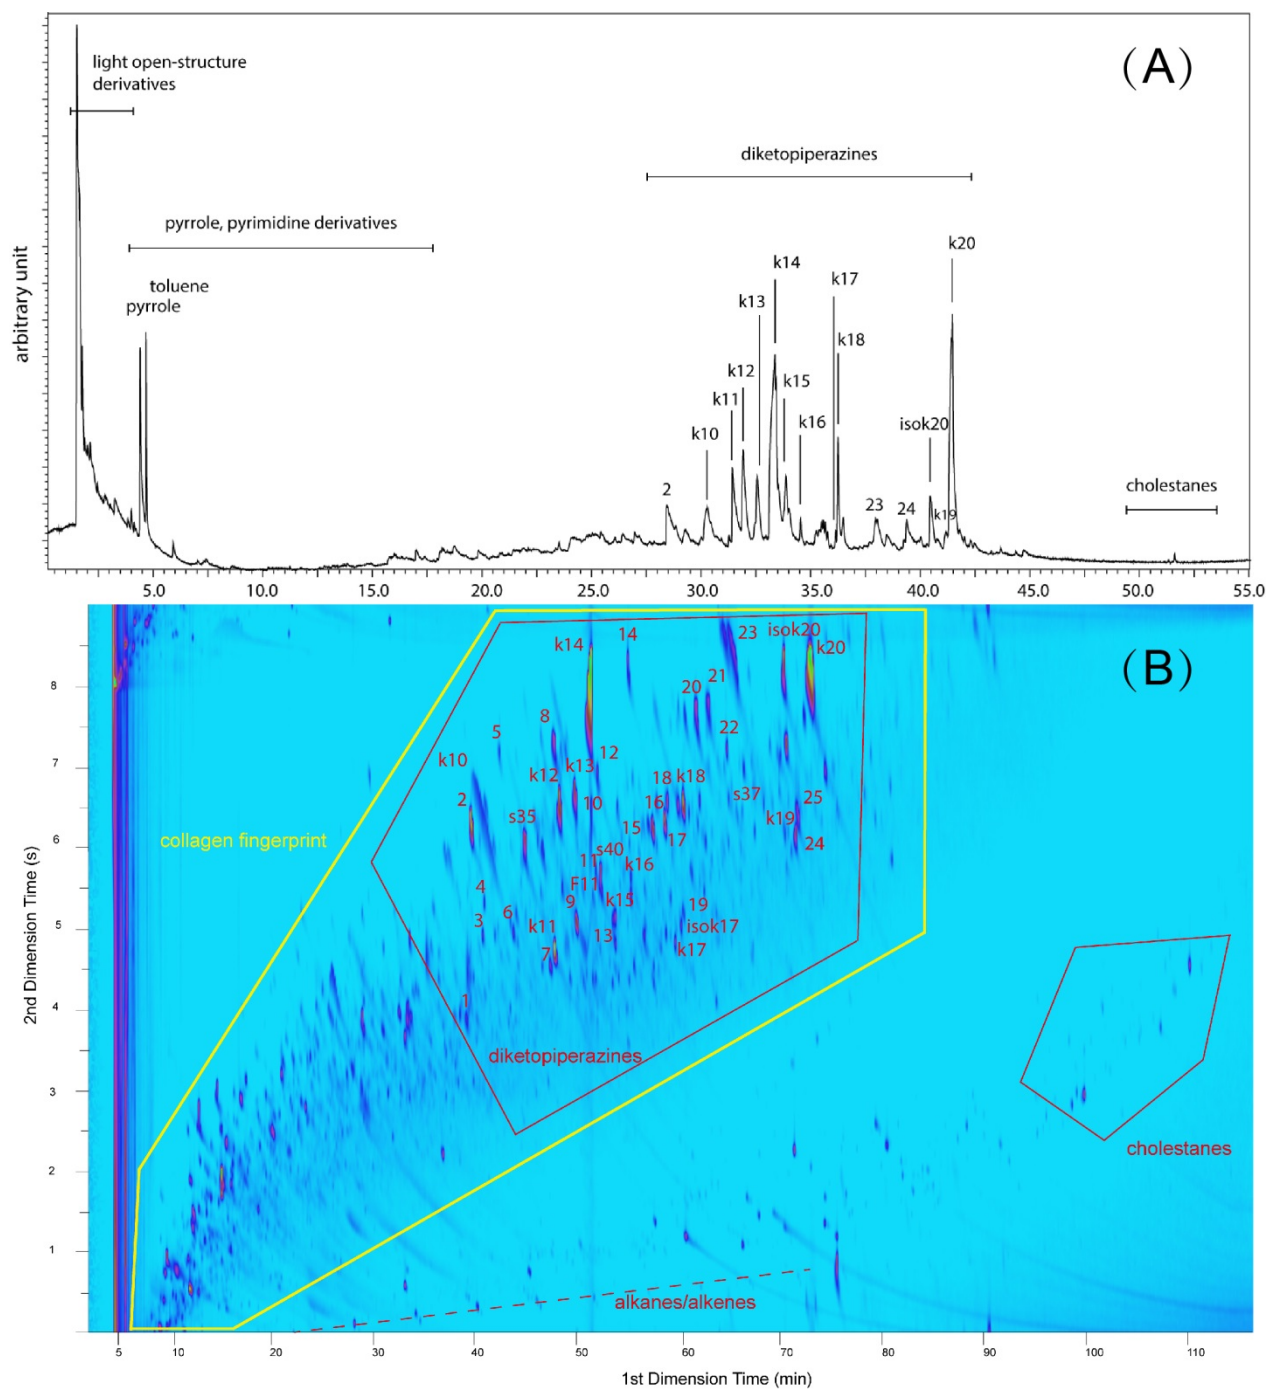 (A)
light open-structure
derivatives
diketopiperazines
pyrrole, pyrimidine derivatives
k20
k14
toluene
k17
pyrrole
k13
k18
k12
k15
k11
isok20
k16
k10
cholestanes
2
23
24
k19
arbitrary unit
5.0 10.0 15.0 20.0 25.0 30.0 35.0 40.0 45.0 50.0 55.0
(B)
k14 14 23 isok20
k20
8
20 21
5 8 22
7
k10 12
k12 k13 18 k18
2 10 16 s37 25
s35 15 17 k19
6
s40 24
11 k16
4 F11
9 k15 19
3 6 k11 isok17
5
13
7 k17
1
4
collagen fingerprint
diketopiperazines
3
cholestanes
2
1
alkanes/alkenes
2nd Dimension Time (s)
5 10 20 30 40 50 60 70 80 90 100 110
1st Dimension Time (min)